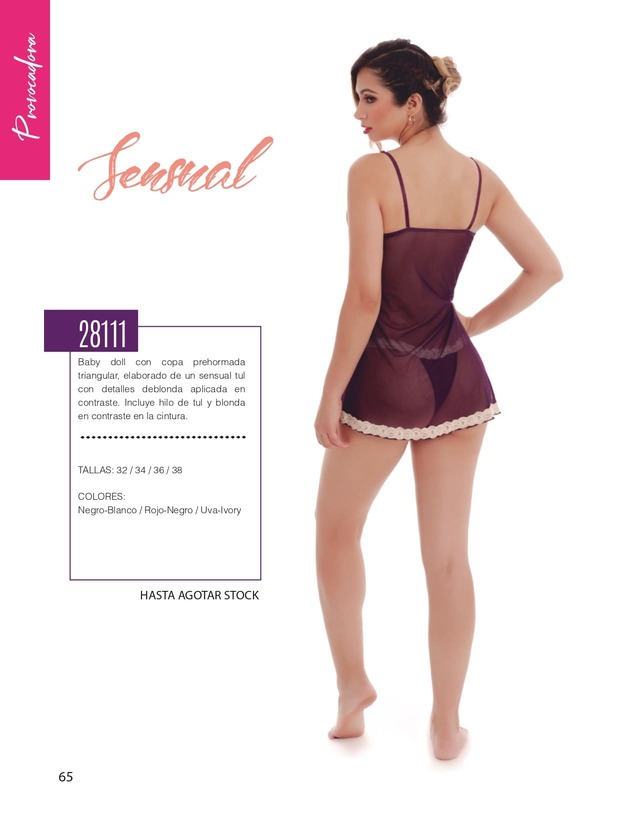 Provocadora
Sensual
28111
Baby doll con copa prehormada
triangular, elaborado de un sensual tul
con detalles deblonda aplicada en
contraste. Incluye hilo de tul y blonda
en contraste en la cintura.
TALLAS: 32 / 34 / 36 / 38
COLORES:
Negro-Blanco / Rojo-Negro / Uva-Ivory
HASTA AGOTAR STOCK
65